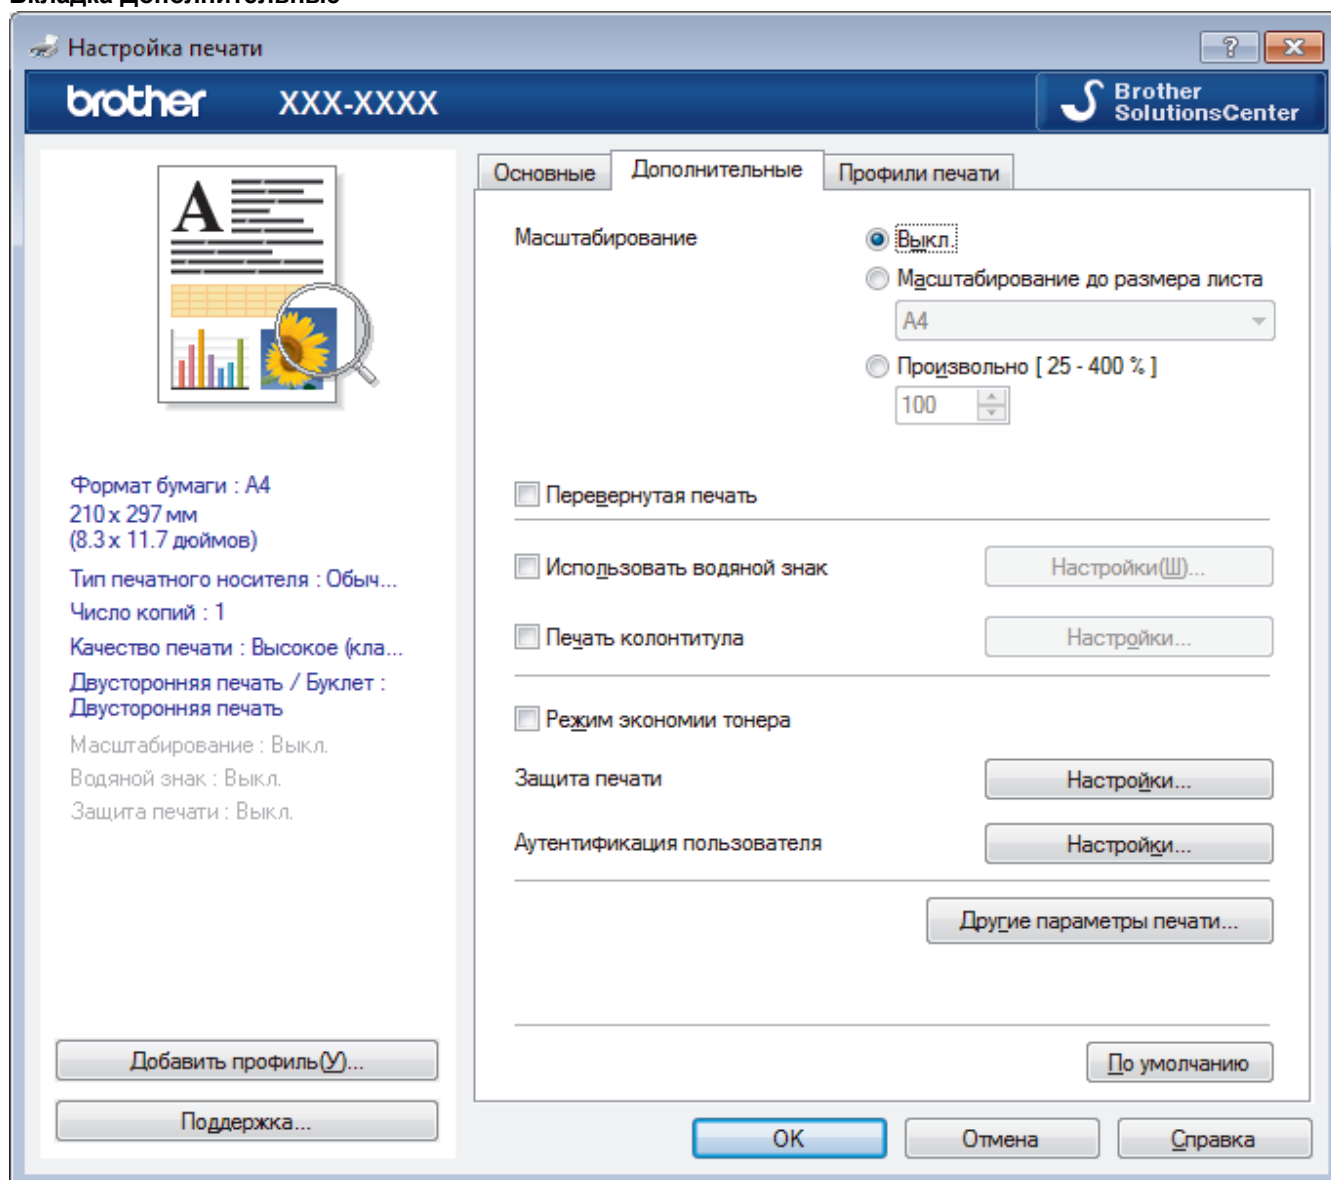 Вкладка Дополнительные
Настройка печати
brother XXX-XXXX
Brother
SolutionsCenter
A
Формат бумаги : A4
210 x 297 мм
(8.3 x 11.7 дюймов)
Тип печатного носителя : Обыч...
Число копий : 1
Качество печати : Высокое (кла...
Двусторонняя печать / Буклет :
Двусторонняя печать
Масштабирование : Выкл.
Водяной знак : Выкл.
Защита печати : Выкл.
Добавить профиль(У)...
Поддержка...
Основные Дополнительные Профили печати
Масштабирование
Выкл.
Масштабирование до размера листа
A4
Произвольно [ 25 - 400 % ]
100
Перевернутая печать
Использовать водяной знак Настройки(Ш)...
Печать колонтитула Настройки...
Режим экономии тонера
Защита печати Настройки...
Аутентификация пользователя Настройки...
Другие параметры печати...
По умолчанию
OK Отмена Справка